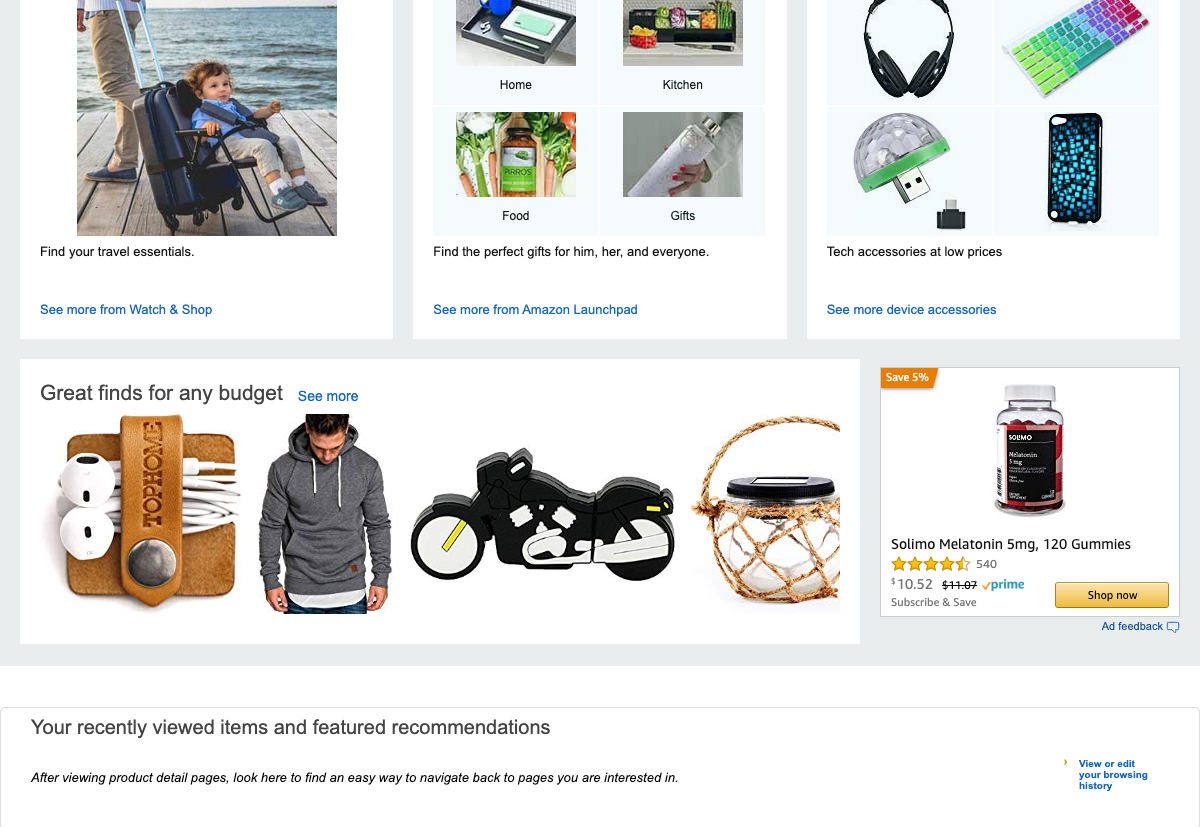 Home
Kitchen
PIRRO'S
Food
Gifts
Find your travel essentials.
Find the perfect gifts for him, her, and everyone.
Tech accessories at low prices
See more from Watch & Shop
See more from Amazon Launchpad
See more device accessories
Great finds for any budget See more
TOPHOME
Save 5%
SOLIMO
Melatonin
5 mg
Solimo Melatonin 5mg, 120 Gummies
540
$10.52 $11.07 prime
Subscribe & Save
Shop now
Ad feedback
Your recently viewed items and featured recommendations
After viewing product detail pages, look here to find an easy way to navigate back to pages you are interested in.
› View or edit
your browsing
history